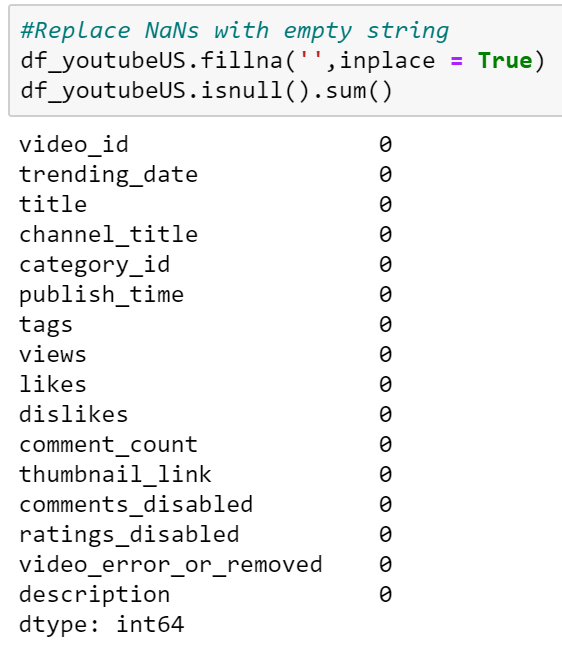 #Replace NaNs with empty string
df_youtubeUS.fillna('',inplace = True)
df_youtubeUS.isnull().sum()
video_id 0
trending_date 0
title 0
channel_title 0
category_id 0
publish_time 0
tags 0
views 0
likes 0
dislikes 0
comment_count 0
thumbnail_link 0
comments_disabled 0
ratings_disabled 0
video_error_or_removed 0
description 0
dtype: int64